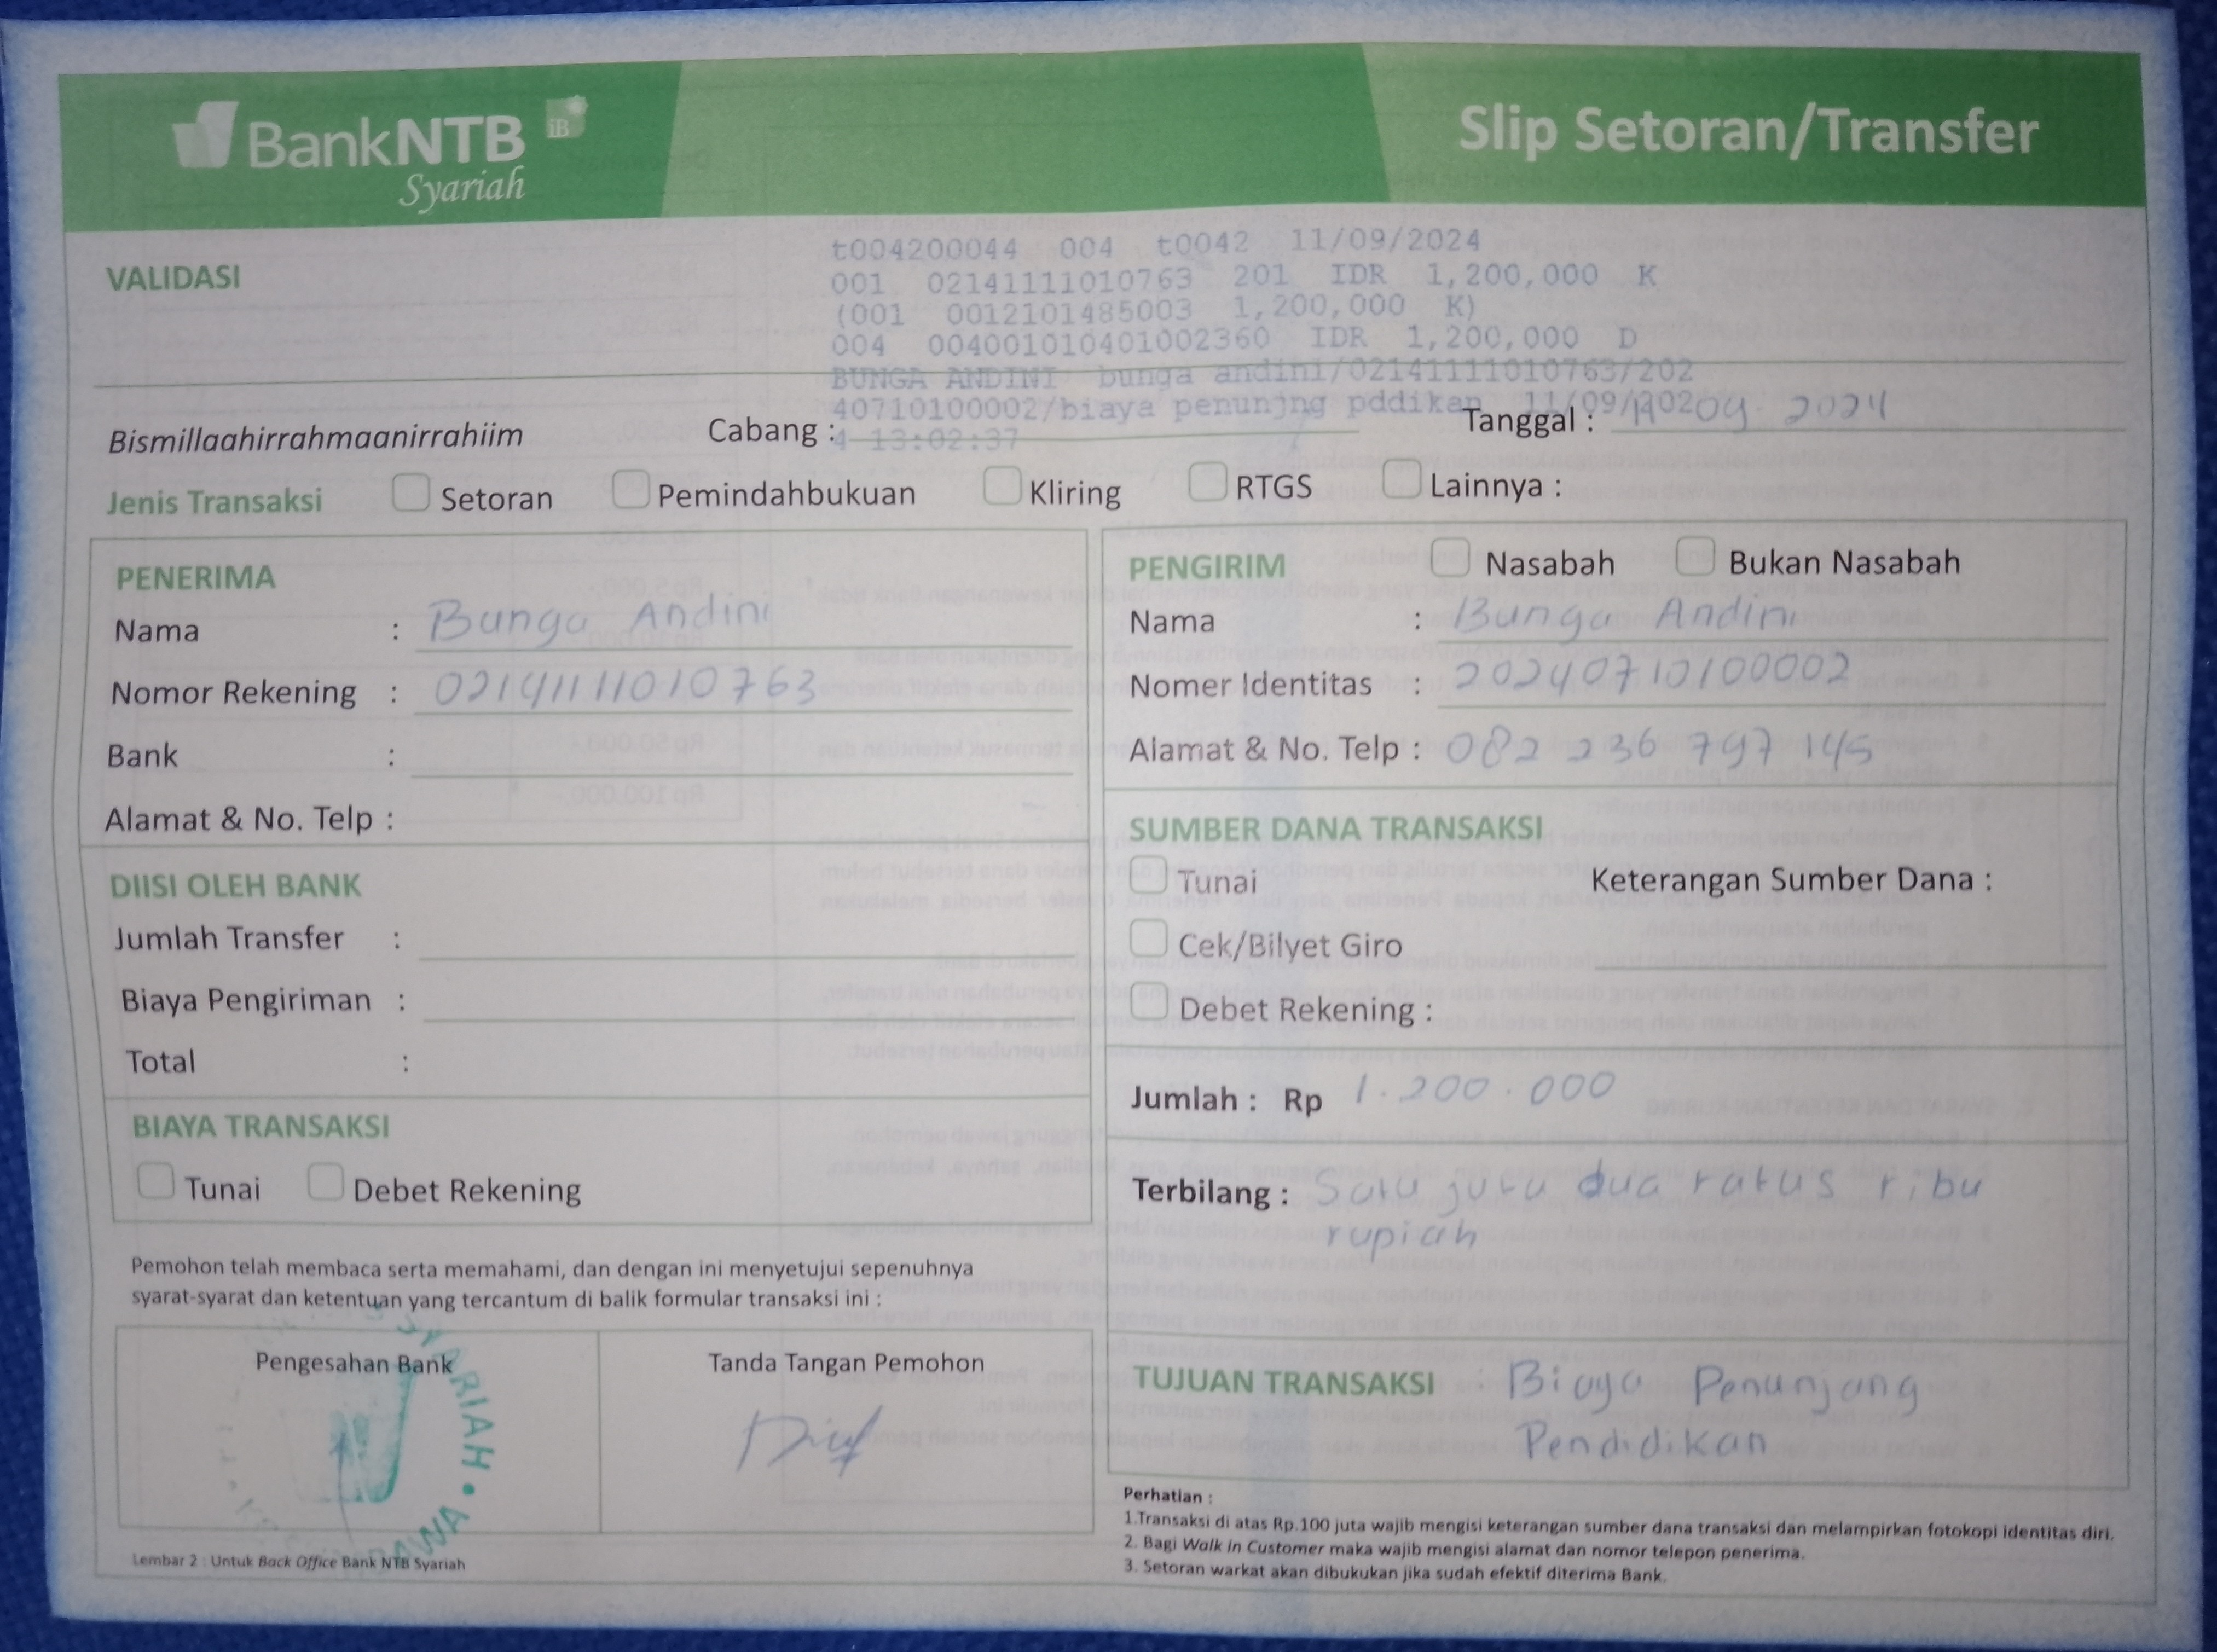 BankNTB iB
Syariah
Slip Setoran/Transfer
VALIDASI
t004200044 004 t0042 11/09/2024
001 02141111010763 201 IDR 1,200,000 K
(001 0012101485003 1,200,000 K)
004 004001010401002360 IDR 1,200,000 D
BUNGA ANDINI bunga andini/02141111010763/202
40710100002/biaya penunjng pddikan 11/09/202
4 13:02:37
Bismillaahirrahmaanirrahiim Cabang : Tanggal : 11 09 2024
Jenis Transaksi Setoran Pemindahbukuan Kliring RTGS Lainnya :
PENERIMA
Nama : Bunga Andini
Nomor Rekening : 02141111010763
Bank :
Alamat & No. Telp :
DIISI OLEH BANK
Jumlah Transfer :
Biaya Pengiriman :
Total :
BIAYA TRANSAKSI
Tunai Debet Rekening
PENGIRIM Nasabah Bukan Nasabah
Nama : Bunga Andini
Nomer Identitas : 20240710100002
Alamat & No. Telp : 082 236 797 145
SUMBER DANA TRANSAKSI
Tunai Keterangan Sumber Dana :
Cek/Bilyet Giro
Debet Rekening :
Jumlah : Rp 1.200.000
Terbilang : Satu juta dua ratus ribu
rupiah
Pemohon telah membaca serta memahami, dan dengan ini menyetujui sepenuhnya
syarat-syarat dan ketentuan yang tercantum di balik formular transaksi ini :
Pengesahan Bank Tanda Tangan Pemohon
SYARIAH
TUJUAN TRANSAKSI : Biaya Penunjang
Pendidikan
Lembar 2 : Untuk Back Office Bank NTB Syariah
Perhatian :
1.Transaksi di atas Rp.100 juta wajib mengisi keterangan sumber dana transaksi dan melampirkan fotokopi identitas diri.
2. Bagi Walk in Customer maka wajib mengisi alamat dan nomor telepon penerima.
3. Setoran warkat akan dibukukan jika sudah efektif diterima Bank.